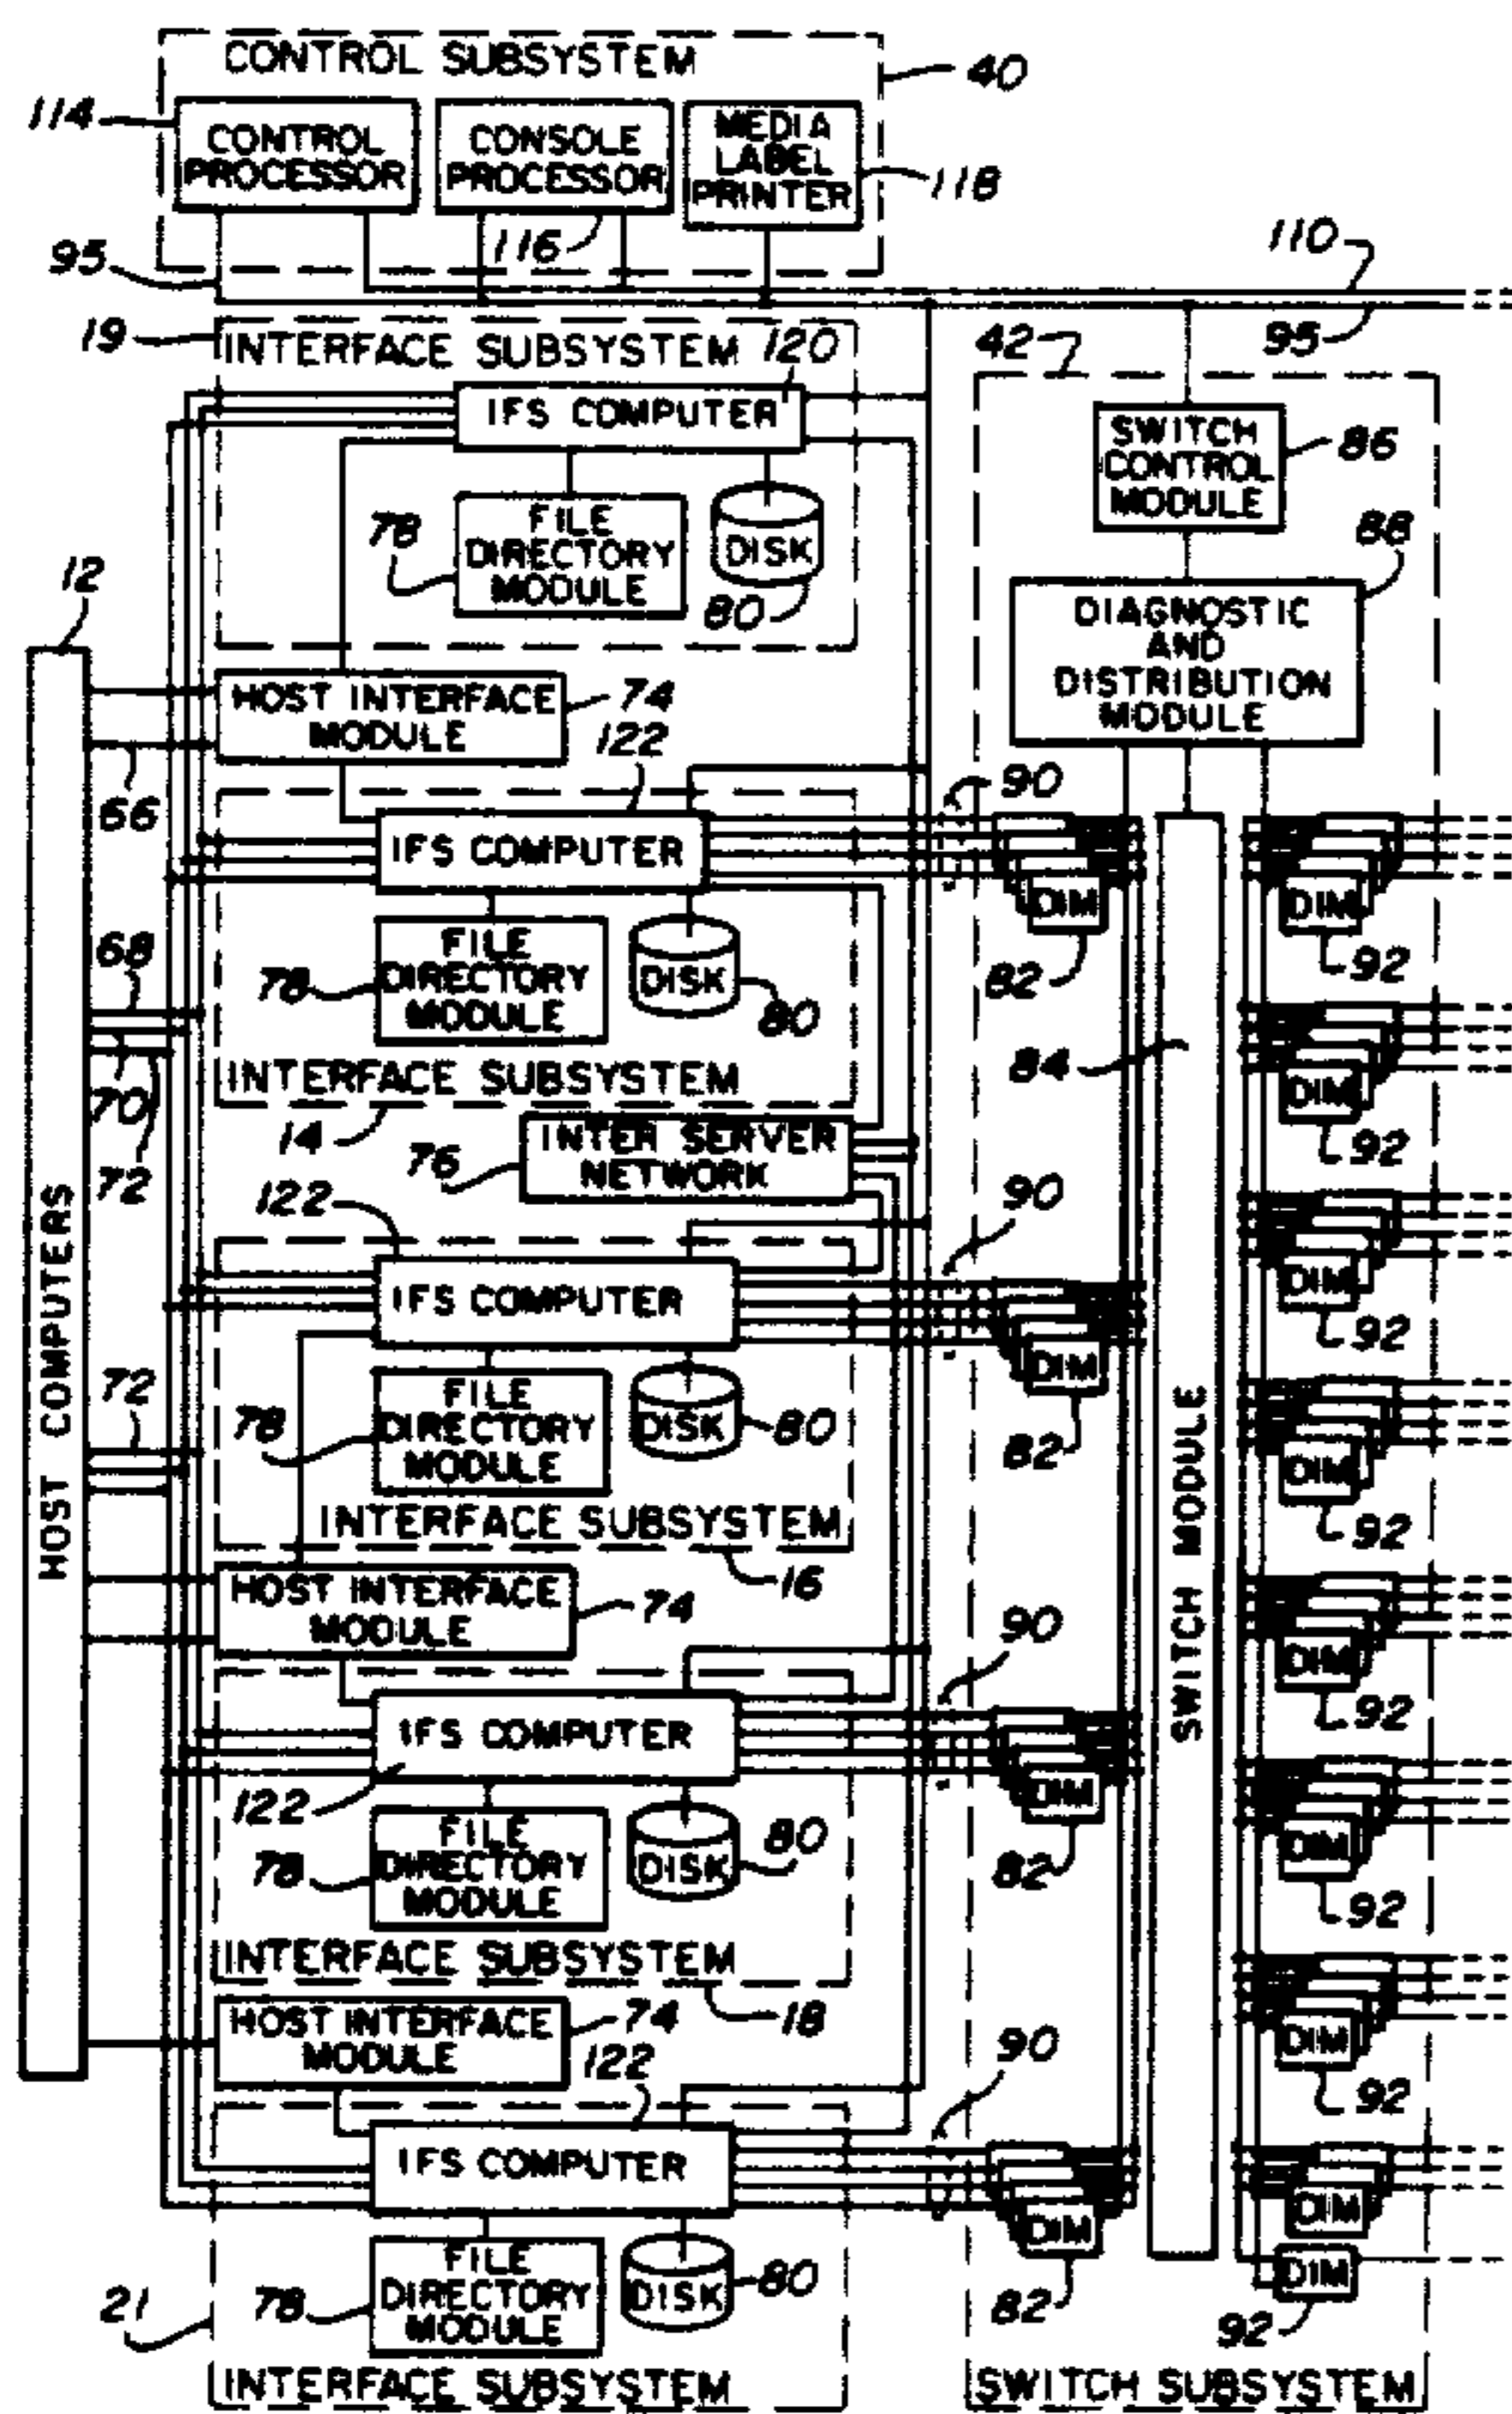 CONTROL SUBSYSTEM
40
114
CONTROL
PROCESSOR
CONSOLE
PROCESSOR
MEDIA
LABEL
PRINTER
118
116
95
110
95
19
INTERFACE SUBSYSTEM
120
IFS COMPUTER
78
FILE
DIRECTORY
MODULE
DISK
80
42
SWITCH
CONTROL
MODULE
86
88
DIAGNOSTIC
AND
DISTRIBUTION
MODULE
12
HOST COMPUTERS
HOST INTERFACE
MODULE
74
66
122
IFS COMPUTER
90
DIM
82
DIM
92
68
78
FILE
DIRECTORY
MODULE
DISK
80
70
72
INTERFACE SUBSYSTEM
14
84
SWITCH MODULE
DIM
92
76
INTER SERVER
NETWORK
122
IFS COMPUTER
90
DIM
82
DIM
92
72
78
FILE
DIRECTORY
MODULE
DISK
80
INTERFACE SUBSYSTEM
16
DIM
92
HOST INTERFACE
MODULE
74
90
DIM
92
IFS COMPUTER
122
DIM
82
78
FILE
DIRECTORY
MODULE
DISK
80
DIM
92
INTERFACE SUBSYSTEM
18
HOST INTERFACE
MODULE
74
122
90
DIM
92
IFS COMPUTER
DIM
82
DIM
DIM
92
21
78
FILE
DIRECTORY
MODULE
DISK
80
INTERFACE SUBSYSTEM
SWITCH SUBSYSTEM